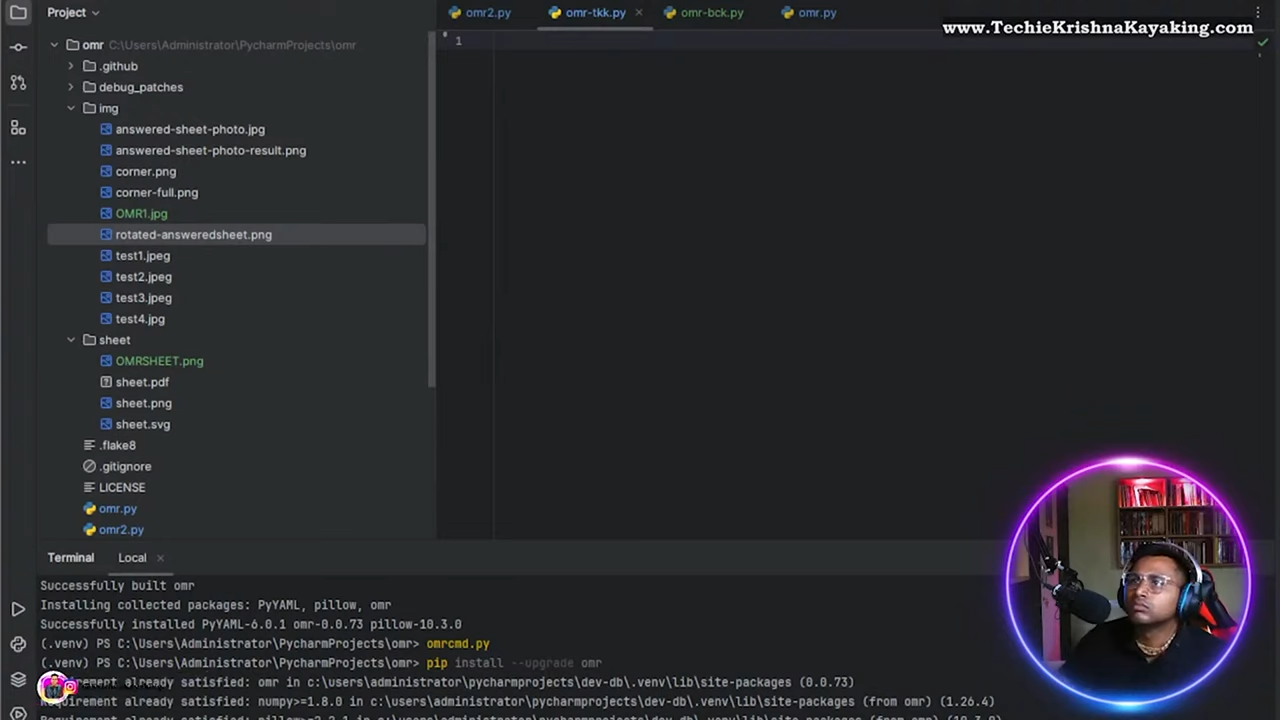 Project
omr2.py
omr-tkk.py
omr-bck.py
omr.py
www.TechieKrishnaKayaking.com
omr C:\Users\Administrator\PycharmProjects\omr
1
.github
debug_patches
img
answered-sheet-photo.jpg
answered-sheet-photo-result.png
corner.png
corner-full.png
OMR1.jpg
rotated-answeredsheet.png
test1.jpeg
test2.jpeg
test3.jpeg
test4.jpg
sheet
OMRSHEET.png
sheet.pdf
sheet.png
sheet.svg
.flake8
.gitignore
LICENSE
omr.py
omr2.py
Terminal Local
Successfully built omr
Installing collected packages: PyYAML, pillow, omr
Successfully installed PyYAML-6.0.1 omr-0.0.73 pillow-10.3.0
(.venv) PS C:\Users\Administrator\PycharmProjects\omr> omrcmd.py
(.venv) PS C:\Users\Administrator\PycharmProjects\omr> pip install --upgrade omr
irement already satisfied: omr in c:\users\administrator\pycharmprojects\dev-db\.venv\lib\site-packages (0.0.73)
irement already satisfied: numpy>=1.8.0 in c:\users\administrator\pycharmprojects\dev-db\.venv\lib\site-packages (from omr) (1.26.4)